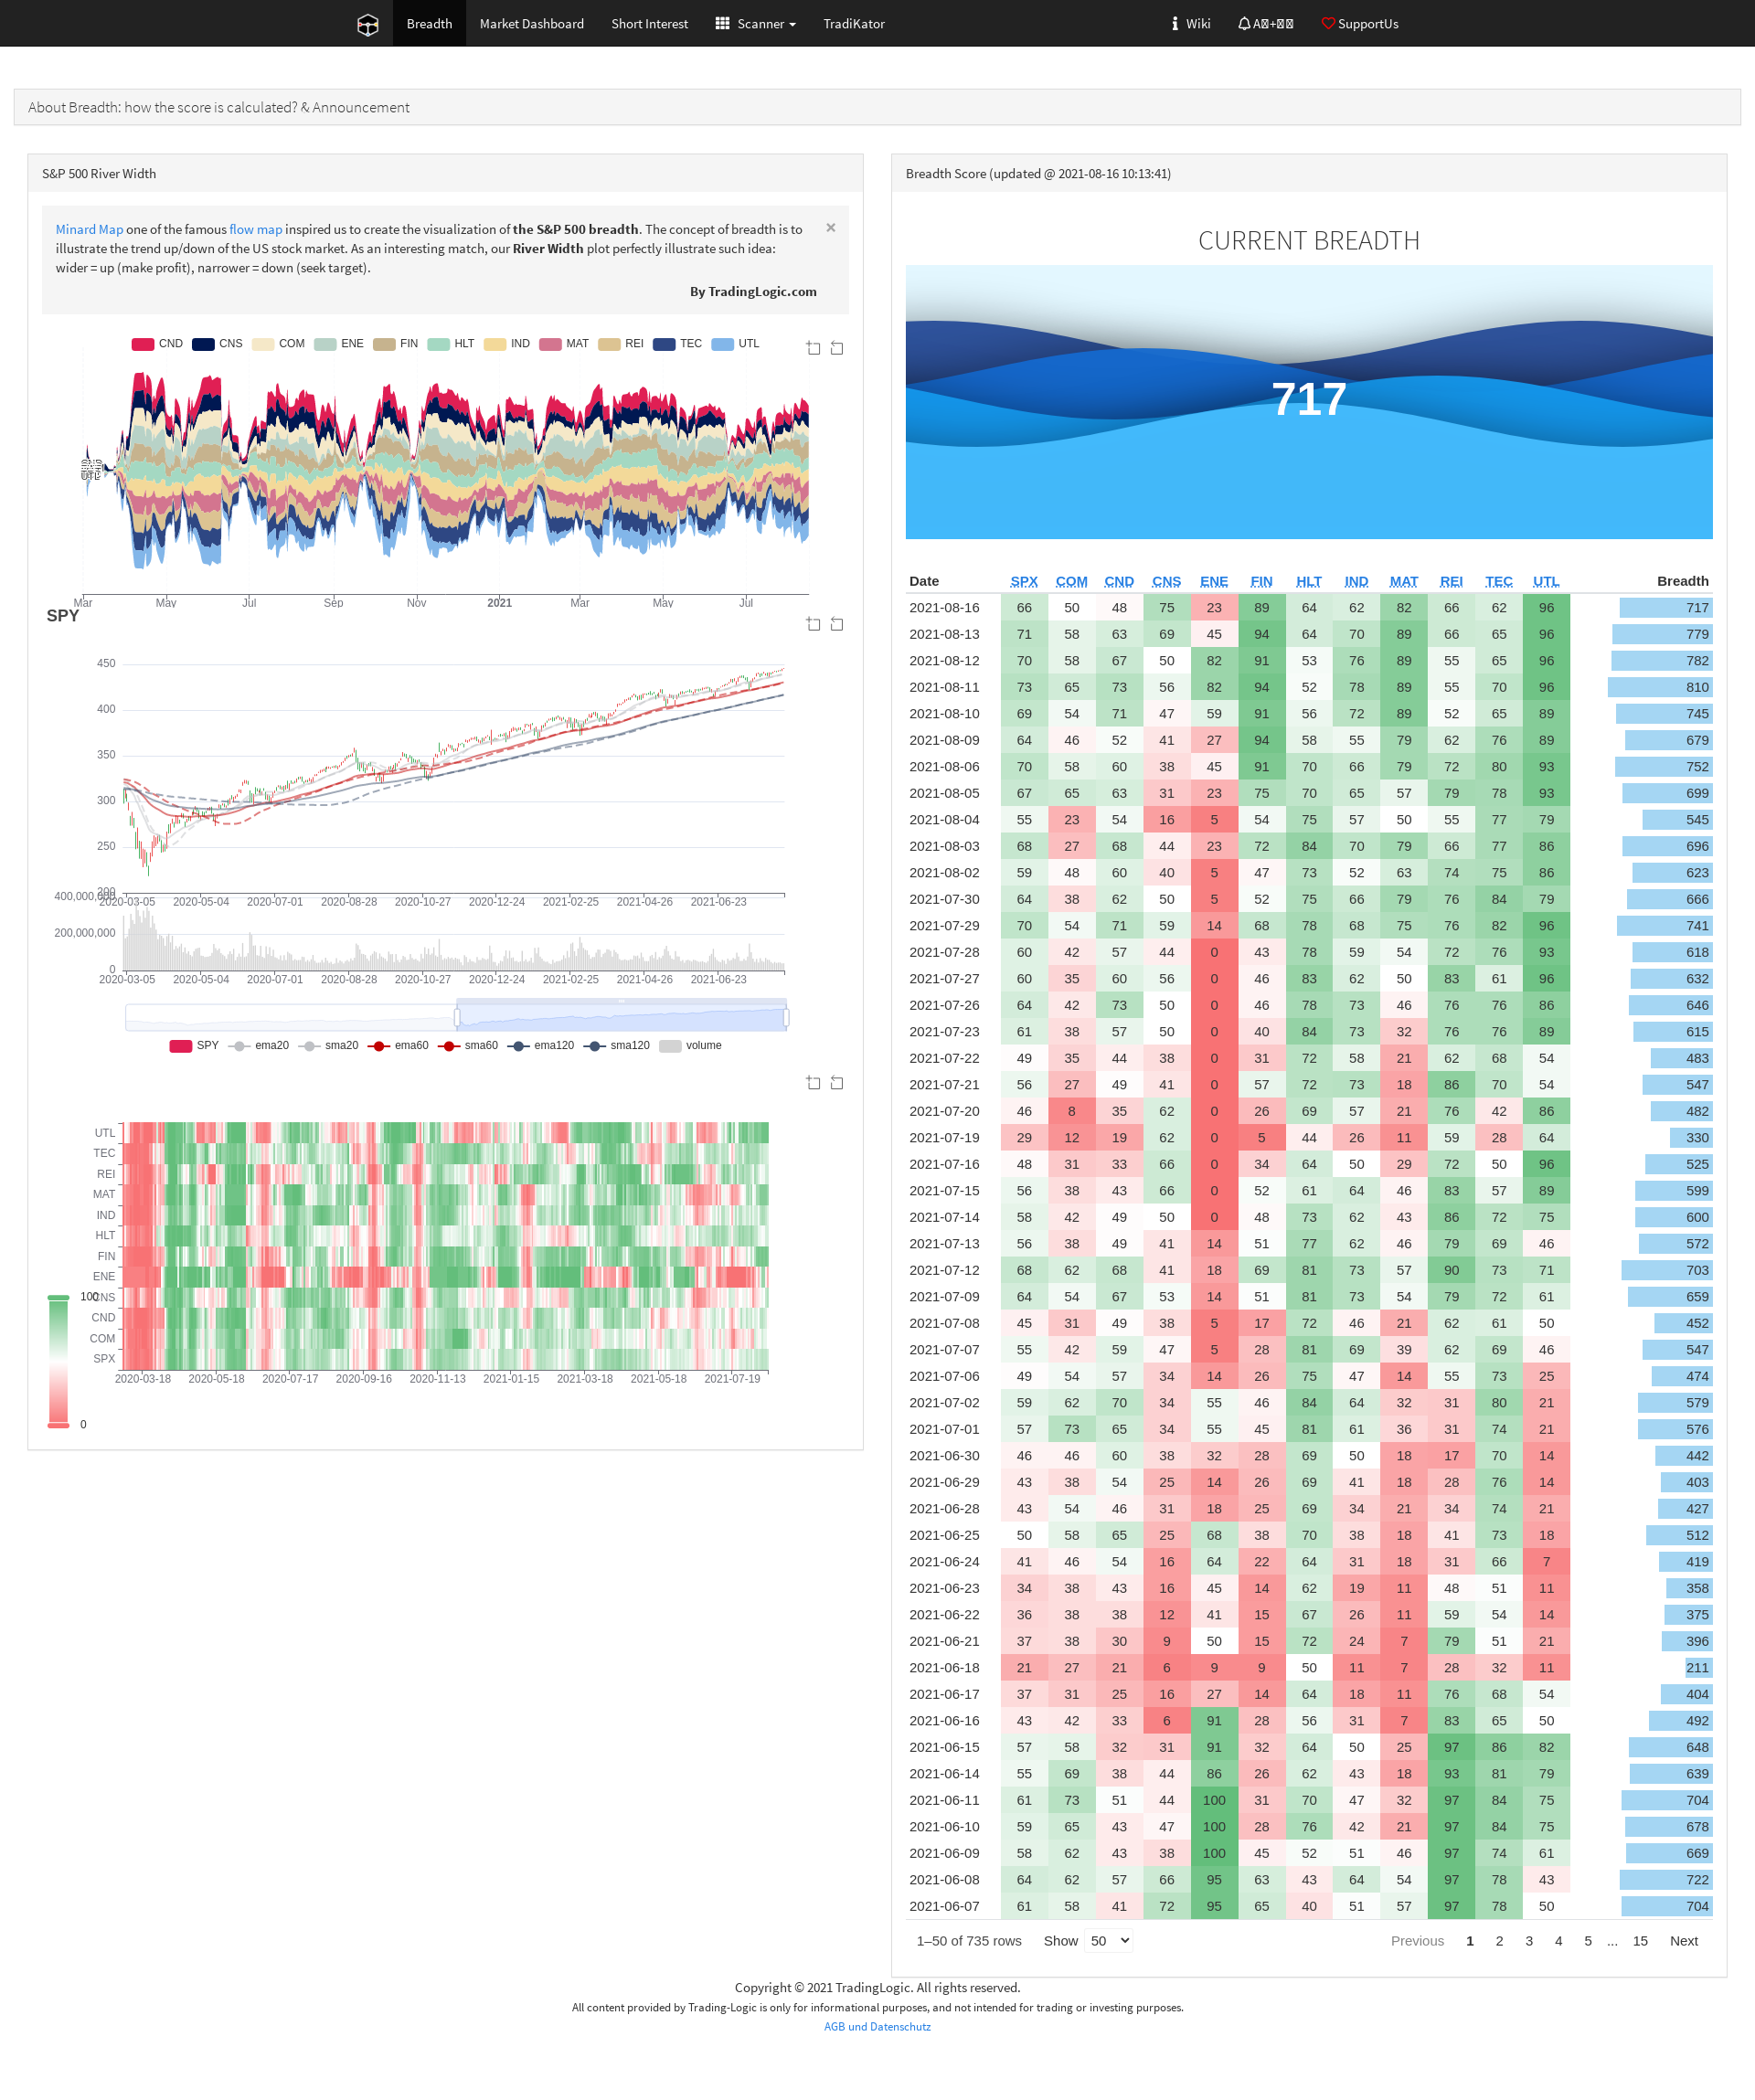 Breadth Market Dashboard Short Interest Scanner TradiKator Wiki SupportUs
About Breadth: how the score is calculated? & Announcement
S&P 500 River Width
Minard Map one of the famous flow map inspired us to create the visualization of the S&P 500 breadth. The concept of breadth is to
illustrate the trend up/down of the US stock market. As an interesting match, our River Width plot perfectly illustrate such idea:
wider = up (make profit), narrower = down (seek target).
×
By TradingLogic.com
CND CNS COM ENE FIN HLT IND MAT REI TEC UTL
UTL
Mar May Jul Sep Nov 2021 Mar May Jul
SPY
450
400
350
300
250
200
2020-03-05 2020-05-04 2020-07-01 2020-08-28 2020-10-27 2020-12-24 2021-02-25 2021-04-26 2021-06-23
400,000,000
200,000,000
0
2020-03-05 2020-05-04 2020-07-01 2020-08-28 2020-10-27 2020-12-24 2021-02-25 2021-04-26 2021-06-23
SPY ema20 sma20 ema60 sma60 ema120 sma120 volume
UTL
TEC
REI
MAT
IND
HLT
FIN
ENE
CNS
CND
COM
SPX
100
0
2020-03-18 2020-05-18 2020-07-17 2020-09-16 2020-11-13 2021-01-15 2021-03-18 2021-05-18 2021-07-19
Breadth Score (updated @ 2021-08-16 10:13:41)
CURRENT BREADTH
717
Date SPX COM CND CNS ENE FIN HLT IND MAT REI TEC UTL Breadth
2021-08-16 66 50 48 75 23 89 64 62 82 66 62 96 717
2021-08-13 71 58 63 69 45 94 64 70 89 66 65 96 779
2021-08-12 70 58 67 50 82 91 53 76 89 55 65 96 782
2021-08-11 73 65 73 56 82 94 52 78 89 55 70 96 810
2021-08-10 69 54 71 47 59 91 56 72 89 52 65 89 745
2021-08-09 64 46 52 41 27 94 58 55 79 62 76 89 679
2021-08-06 70 58 60 38 45 91 70 66 79 72 80 93 752
2021-08-05 67 65 63 31 23 75 70 65 57 79 78 93 699
2021-08-04 55 23 54 16 5 54 75 57 50 55 77 79 545
2021-08-03 68 27 68 44 23 72 84 70 79 66 77 86 696
2021-08-02 59 48 60 40 5 47 73 52 63 74 75 86 623
2021-07-30 64 38 62 50 5 52 75 66 79 76 84 79 666
2021-07-29 70 54 71 59 14 68 78 68 75 76 82 96 741
2021-07-28 60 42 57 44 0 43 78 59 54 72 76 93 618
2021-07-27 60 35 60 56 0 46 83 62 50 83 61 96 632
2021-07-26 64 42 73 50 0 46 78 73 46 76 76 86 646
2021-07-23 61 38 57 50 0 40 84 73 32 76 76 89 615
2021-07-22 49 35 44 38 0 31 72 58 21 62 68 54 483
2021-07-21 56 27 49 41 0 57 72 73 18 86 70 54 547
2021-07-20 46 8 35 62 0 26 69 57 21 76 42 86 482
2021-07-19 29 12 19 62 0 5 44 26 11 59 28 64 330
2021-07-16 48 31 33 66 0 34 64 50 29 72 50 96 525
2021-07-15 56 38 43 66 0 52 61 64 46 83 57 89 599
2021-07-14 58 42 49 50 0 48 73 62 43 86 72 75 600
2021-07-13 56 38 49 41 14 51 77 62 46 79 69 46 572
2021-07-12 68 62 68 41 18 69 81 73 57 90 73 71 703
2021-07-09 64 54 67 53 14 51 81 73 54 79 72 61 659
2021-07-08 45 31 49 38 5 17 72 46 21 62 61 50 452
2021-07-07 55 42 59 47 5 28 81 69 39 62 69 46 547
2021-07-06 49 54 57 34 14 26 75 47 14 55 73 25 474
2021-07-02 59 62 70 34 55 46 84 64 32 31 80 21 579
2021-07-01 57 73 65 34 55 45 81 61 36 31 74 21 576
2021-06-30 46 46 60 38 32 28 69 50 18 17 70 14 442
2021-06-29 43 38 54 25 14 26 69 41 18 28 76 14 403
2021-06-28 43 54 46 31 18 25 69 34 21 34 74 21 427
2021-06-25 50 58 65 25 68 38 70 38 18 41 73 18 512
2021-06-24 41 46 54 16 64 22 64 31 18 31 66 7 419
2021-06-23 34 38 43 16 45 14 62 19 11 48 51 11 358
2021-06-22 36 38 38 12 41 15 67 26 11 59 54 14 375
2021-06-21 37 38 30 9 50 15 72 24 7 79 51 21 396
2021-06-18 21 27 21 6 9 9 50 11 7 28 32 11 211
2021-06-17 37 31 25 16 27 14 64 18 11 76 68 54 404
2021-06-16 43 42 33 6 91 28 56 31 7 83 65 50 492
2021-06-15 57 58 32 31 91 32 64 50 25 97 86 82 648
2021-06-14 55 69 38 44 86 26 62 43 18 93 81 79 639
2021-06-11 61 73 51 44 100 31 70 47 32 97 84 75 704
2021-06-10 59 65 43 47 100 28 76 42 21 97 84 75 678
2021-06-09 58 62 43 38 100 45 52 51 46 97 74 61 669
2021-06-08 64 62 57 66 95 63 43 64 54 97 78 43 722
2021-06-07 61 58 41 72 95 65 40 51 57 97 78 50 704
1–50 of 735 rows Show 50 Previous 1 2 3 4 5 ... 15 Next
Copyright © 2021 TradingLogic. All rights reserved.
All content provided by Trading-Logic is only for informational purposes, and not intended for trading or investing purposes.
AGB und Datenschutz